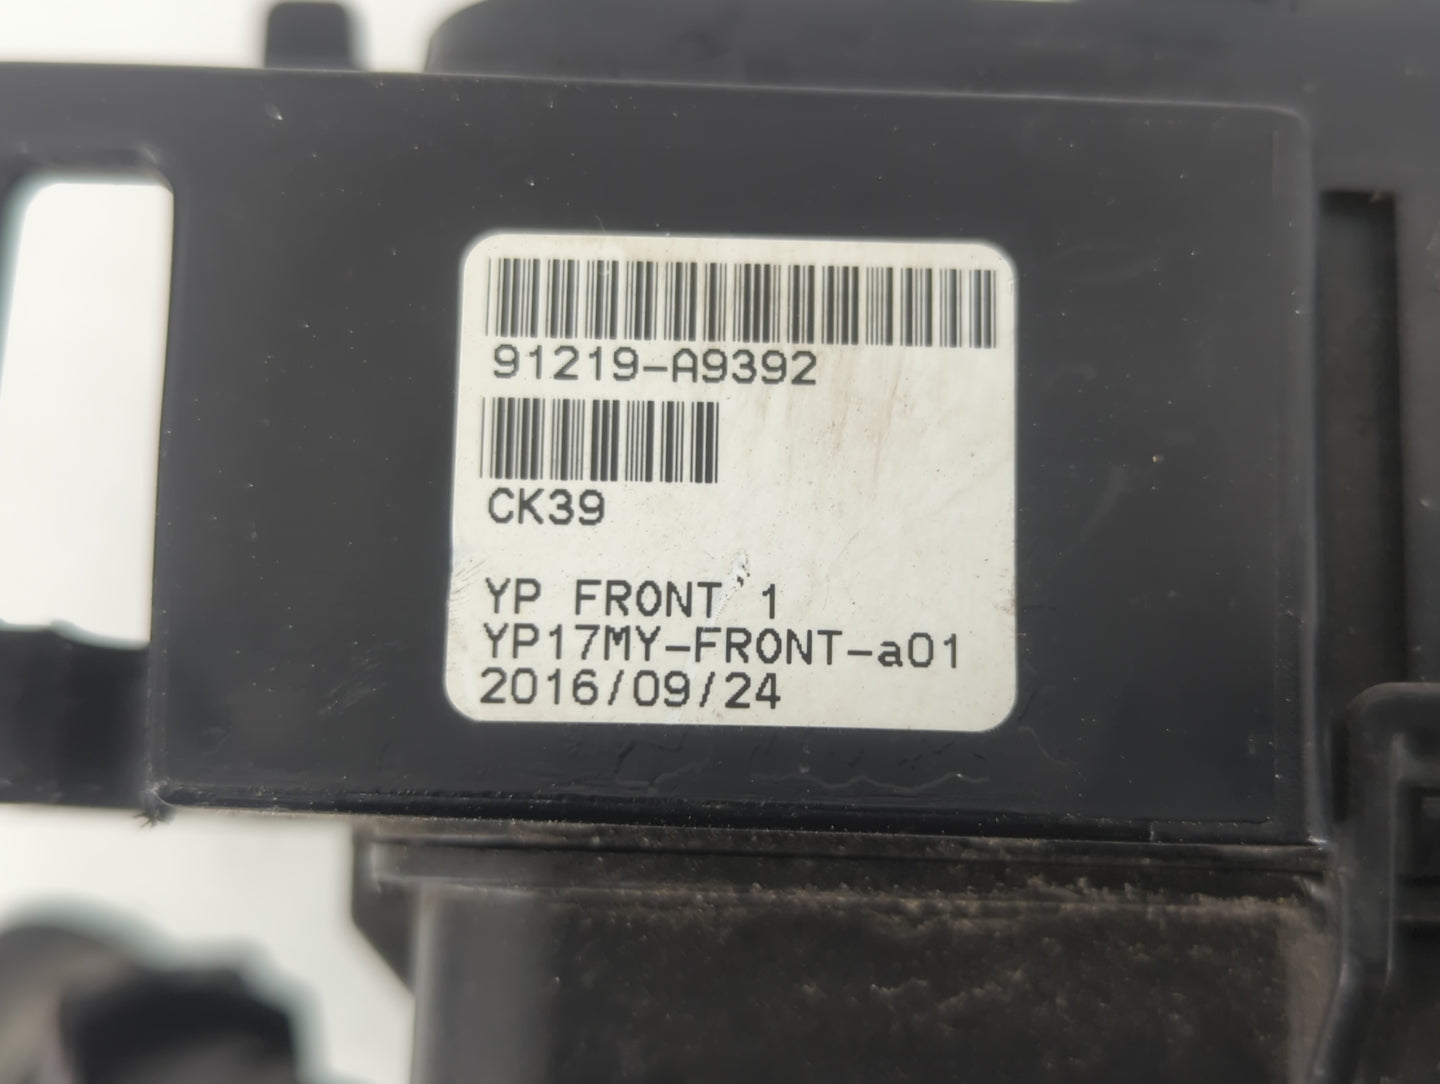 91219-A9392
CK39
YP FRONT 1
YP17MY-FRONT-a01
2016/09/24